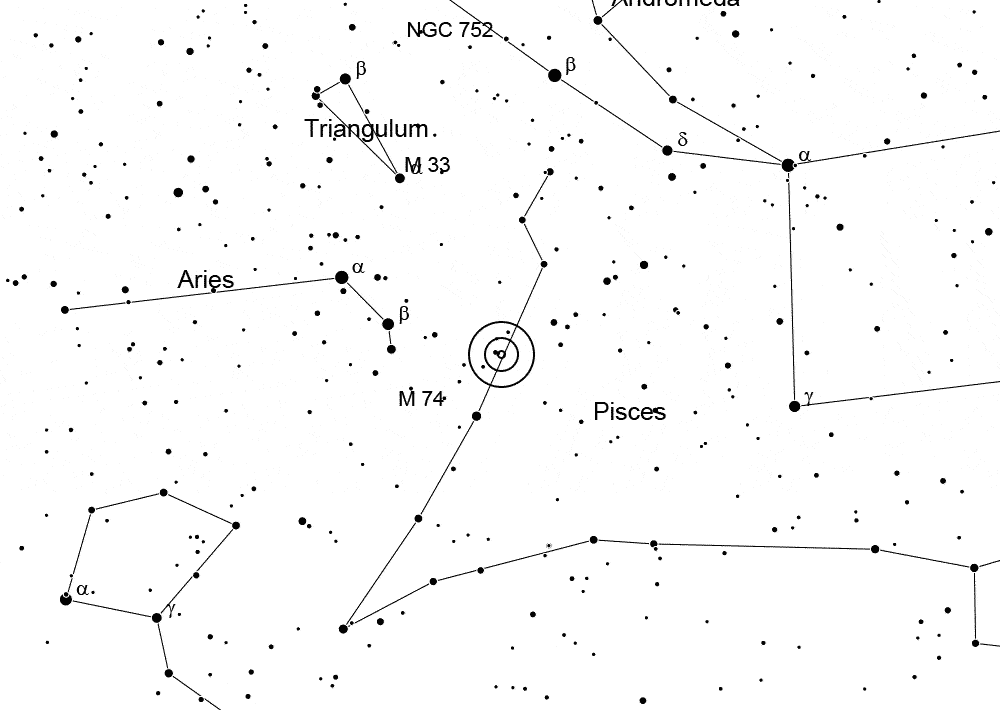 Andromeda
NGC 752
β
β
Triangulum
δ
α
M 33
α
α
Aries
β
M 74
Pisces
γ
α
γ